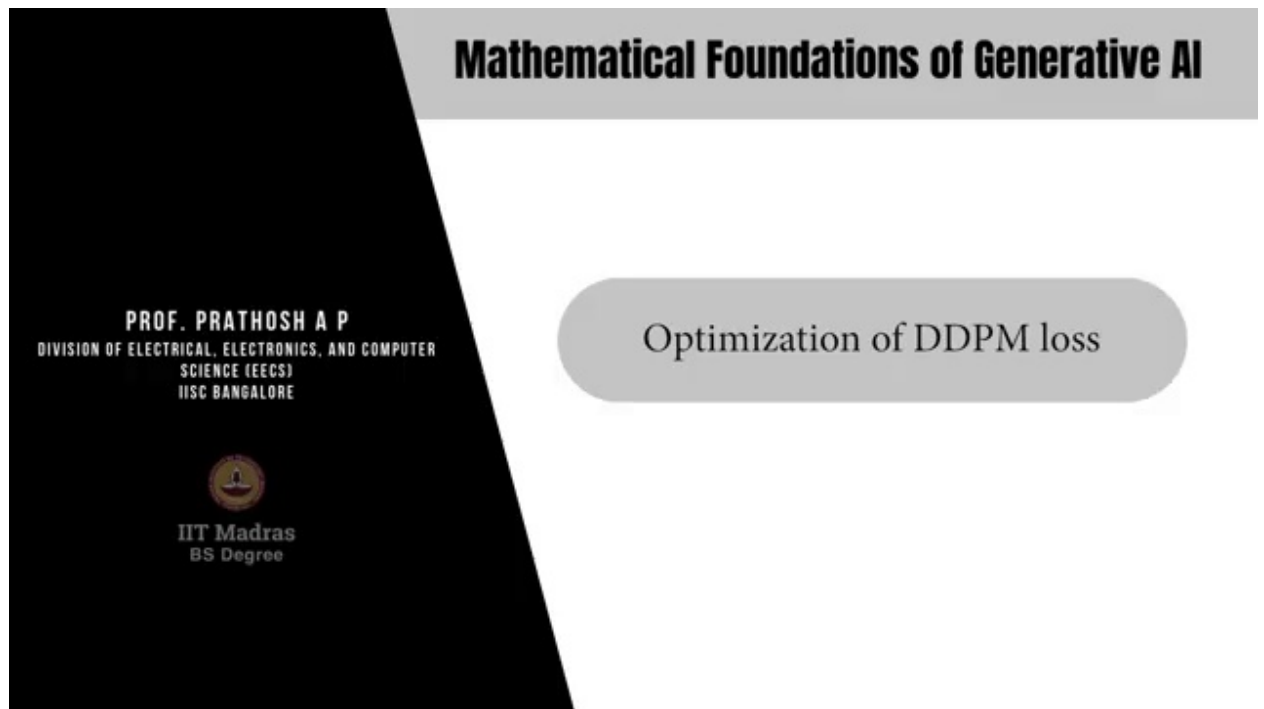 Mathematical Foundations of Generative AI
PROF. PRATHOSH A P
DIVISION OF ELECTRICAL, ELECTRONICS, AND COMPUTER
SCIENCE (EECS)
IISC BANGALORE
IIT Madras
BS Degree
Optimization of DDPM loss